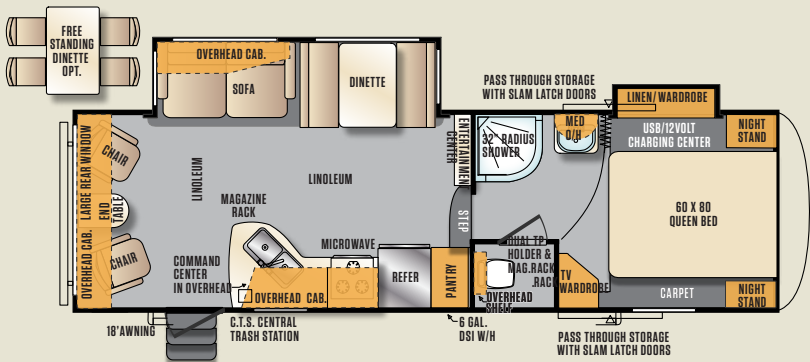 FREE
STANDING
DINETTE
OPT.
OVERHEAD CAB.
SOFA
DINETTE
PASS THROUGH STORAGE
WITH SLAM LATCH DOORS
LINEN/WARDROBE
MED
O/H
USB/12VOLT
CHARGING CENTER
NIGHT
STAND
ENTERTAINMENT
CENTER
32" RADIUS
SHOWER
LARGE REAR WINDOW
OVERHEAD CAB.
CHAIR
END
TABLE
CHAIR
LINOLEUM
LINOLEUM
MAGAZINE
RACK
MICROWAVE
STEP
60 X 80
QUEEN BED
COMMAND
CENTER
IN OVERHEAD
OVERHEAD CAB.
REFER
PANTRY
DUAL TP
HOLDER &
MAG.RACK
OVERHEAD
SHELF
TV
WARDROBE
CARPET
NIGHT
STAND
18'AWNING
C.T.S. CENTRAL
TRASH STATION
6 GAL.
DSI W/H
PASS THROUGH STORAGE
WITH SLAM LATCH DOORS